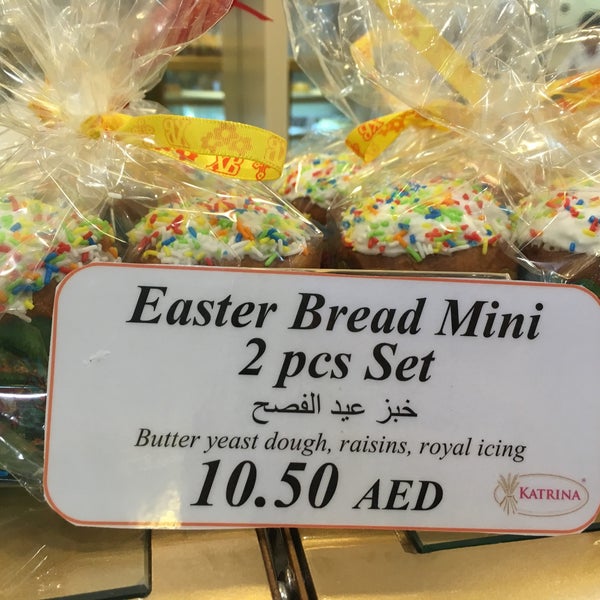 XB
Easter Bread Mini
2 pcs Set
خبز عيد الفصح
Butter yeast dough, raisins, royal icing
10.50 AED
KATRINA